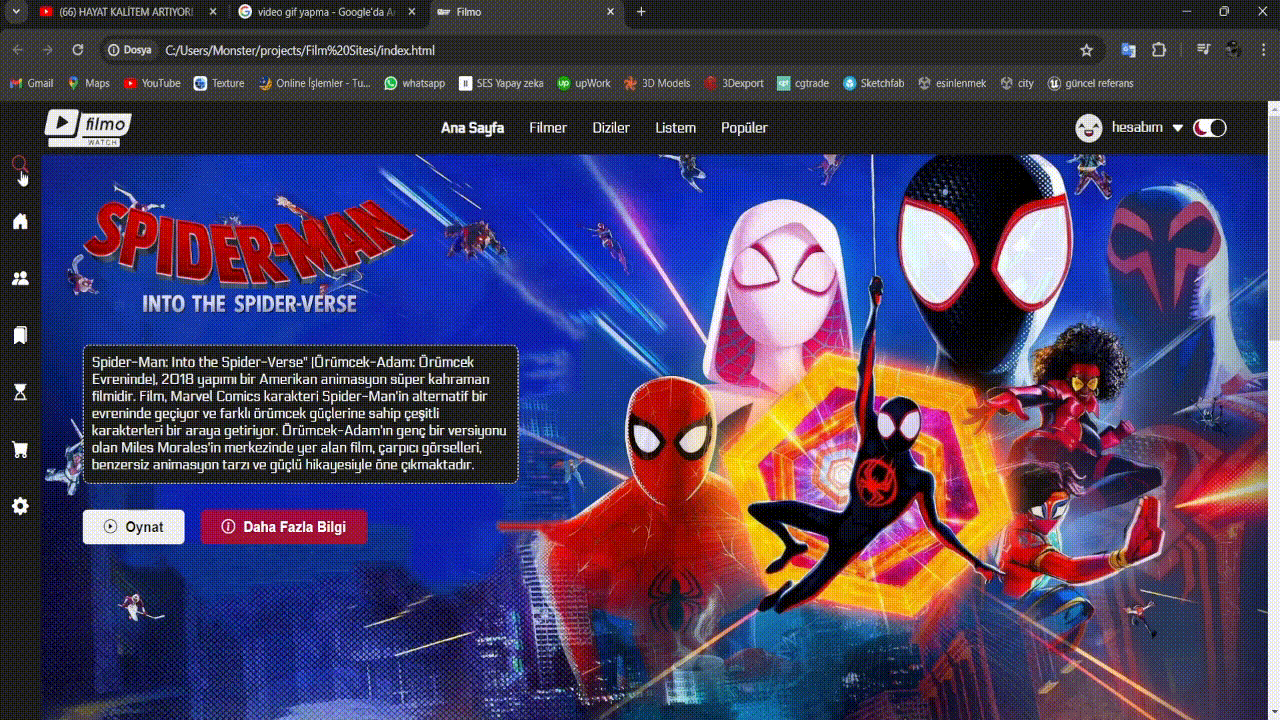 (66) HAYAT KALİTEM ARTIYOR!
video gif yapma - Google'da A
Filmo
Dosya
C:/Users/Monster/projects/Film%20Sitesi/index.html
Gmail
Maps
YouTube
Texture
Online İşlemler - Tu...
whatsapp
SES Yapay zeka
upWork
3D Models
3Dexport
cgtrade
Sketchfab
esinlenmek
city
güncel referans
filmo
WATCH
Ana Sayfa
Filmer
Diziler
Listem
Popüler
hesabım
SPIDER-MAN
INTO THE SPIDER-VERSE
Spider-Man: Into the Spider-Verse" (Örümcek-Adam: Örümcek
Evreninde), 2018 yapımı bir Amerikan animasyon süper kahraman
filmidir. Film, Marvel Comics karakteri Spider-Man'in alternatif bir
evreninde geçiyor ve farklı örümcek güçlerine sahip çeşitli
karakterleri bir araya getiriyor. Örümcek-Adam'ın genç bir versiyonu
olan Miles Morales'in merkezinde yer alan film, çarpıcı görselleri,
benzersiz animasyon tarzı ve güçlü hikayesiyle öne çıkmaktadır.
Oynat
Daha Fazla Bilgi